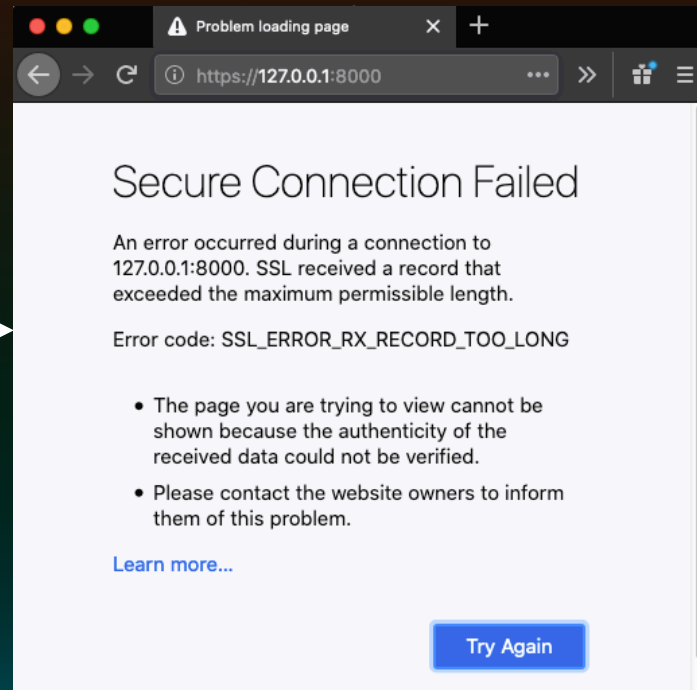 Problem loading page
https://127.0.0.1:8000
Secure Connection Failed
An error occurred during a connection to
127.0.0.1:8000. SSL received a record that
exceeded the maximum permissible length.
Error code: SSL_ERROR_RX_RECORD_TOO_LONG
• The page you are trying to view cannot be
shown because the authenticity of the
received data could not be verified.
• Please contact the website owners to inform
them of this problem.
Learn more...
Try Again